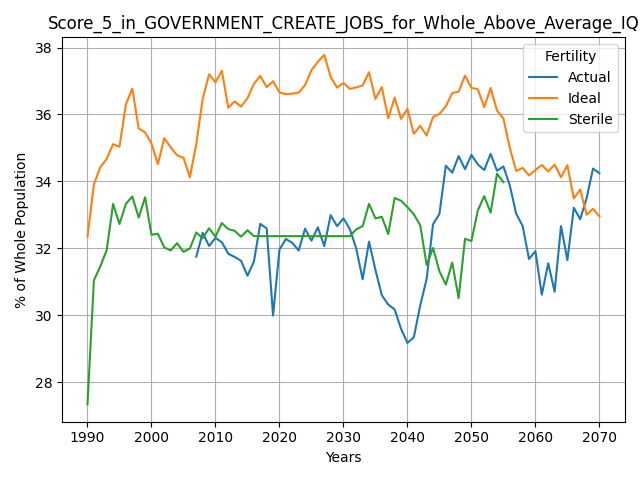 Score_5_in_GOVERNMENT_CREATE_JOBS_for_Whole_Above_Average_IQ
Fertility
Actual
Ideal
Sterile
% of Whole Population
38
36
34
32
30
28
1990
2000
2010
2020
2030
2040
2050
2060
2070
Years